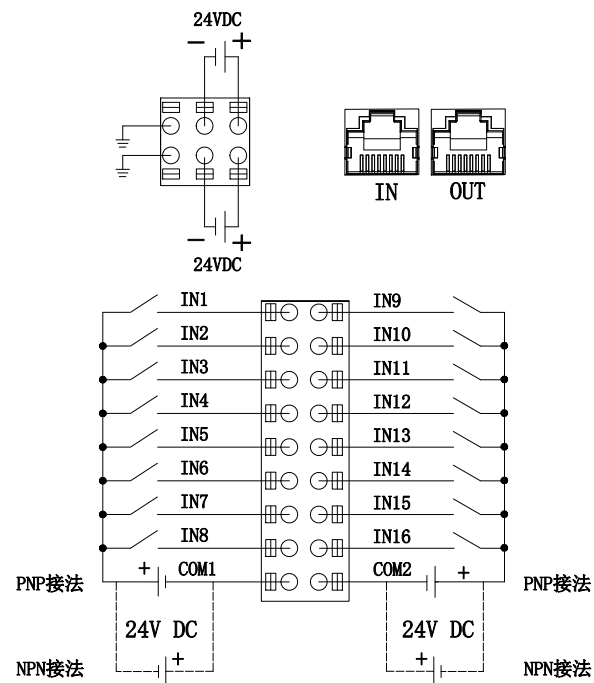 24VDC
− +
IN OUT
− +
24VDC
IN1 IN9
IN2 IN10
IN3 IN11
IN4 IN12
IN5 IN13
IN6 IN14
IN7 IN15
IN8 IN16
+ COM1 COM2 +
PNP接法 PNP接法
24V DC 24V DC
+ +
NPN接法 NPN接法